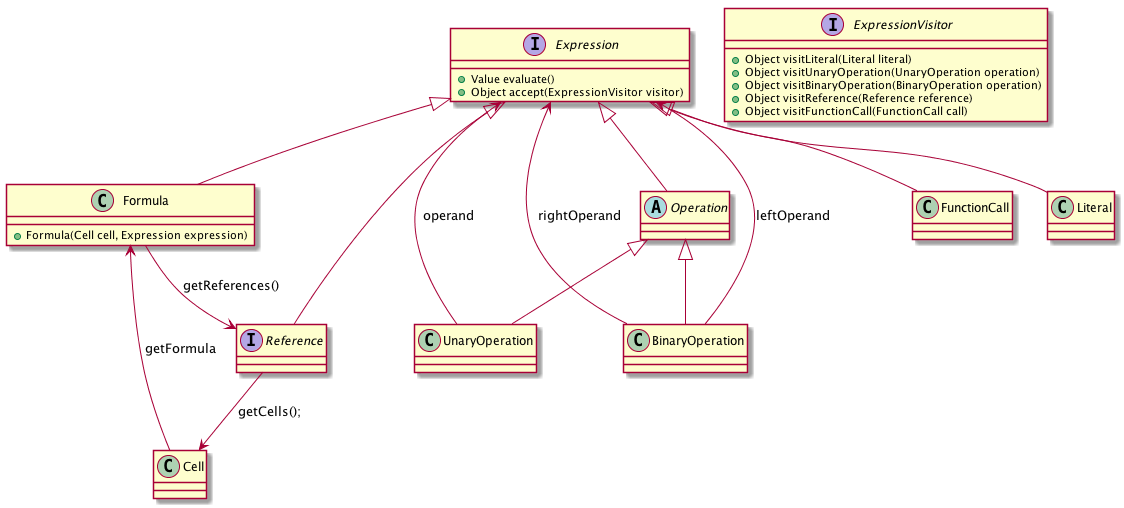 I Expression
Value evaluate()
Object accept(ExpressionVisitor visitor)
I ExpressionVisitor
Object visitLiteral(Literal literal)
Object visitUnaryOperation(UnaryOperation operation)
Object visitBinaryOperation(BinaryOperation operation)
Object visitReference(Reference reference)
Object visitFunctionCall(FunctionCall call)
C Formula
Formula(Cell cell, Expression expression)
operand
rightOperand
A Operation
leftOperand
C FunctionCall
C Literal
getReferences()
getFormula
I Reference
C UnaryOperation
C BinaryOperation
getCells();
C Cell